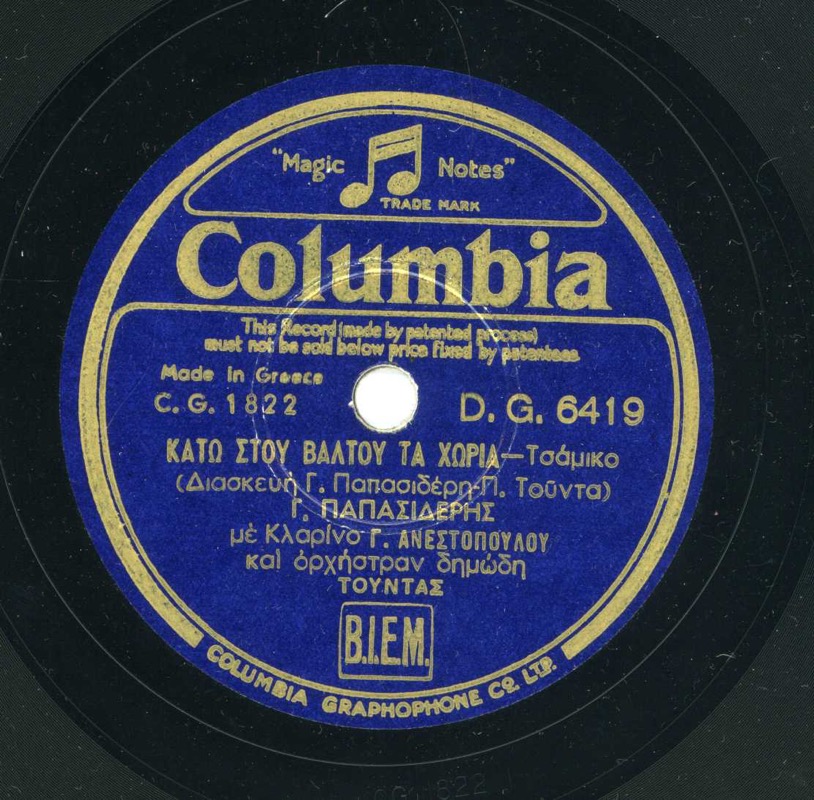 "Magic Notes"
TRADE MARK
Columbia
This Record (made by patented process)
must not be sold below price fixed by patentees
Made in Greece
C. G. 1822
D. G. 6419
ΚΑΤΩ ΣΤΟΥ ΒΑΛΤΟΥ ΤΑ ΧΩΡΙΑ—Τσάμικο
(Διασκευή Γ. Παπασιδέρη-Π. Τοῦντα)
Γ. ΠΑΠΑΣΙΔΕΡΗΣ
μὲ Κλαρίνο Γ. ΑΝΕΣΤΟΠΟΥΛΟΥ
καὶ ὀρχήστραν δημώδη
ΤΟΥΝΤΑΣ
B.I.E.M.
COLUMBIA GRAPHOPHONE CO. LTD.